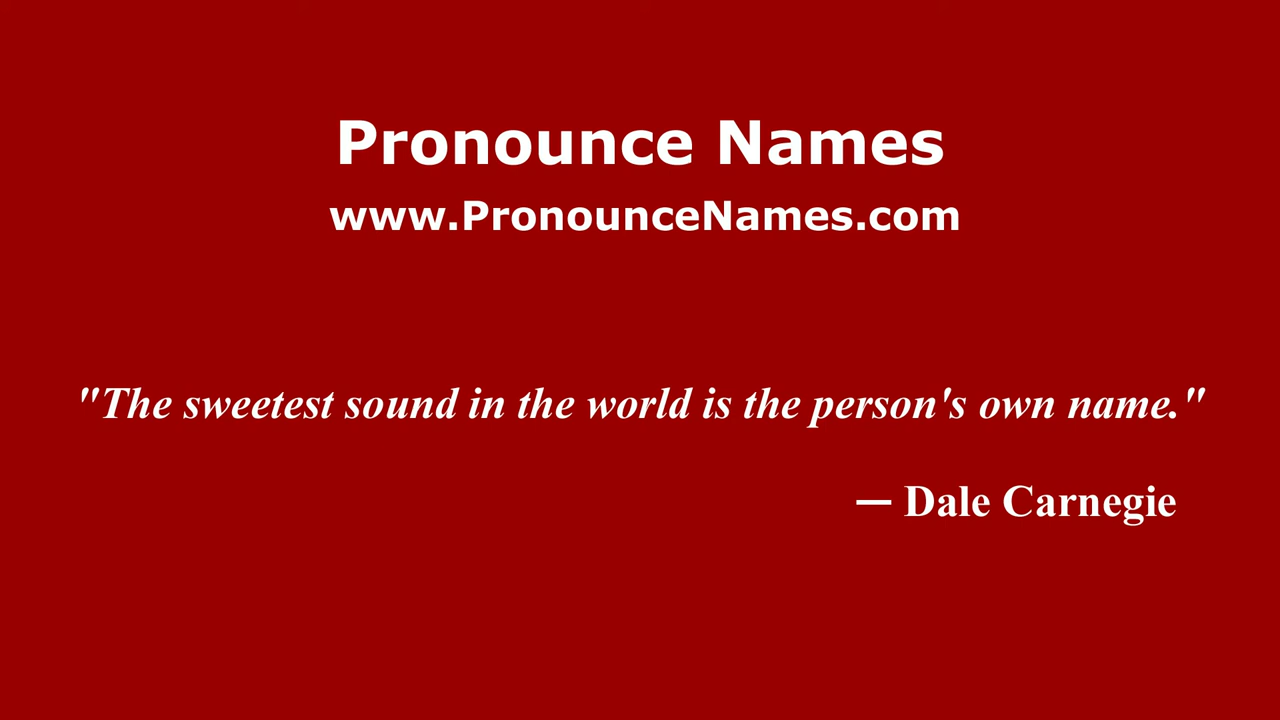 Pronounce Names
www.PronounceNames.com
"The sweetest sound in the world is the person's own name."
— Dale Carnegie